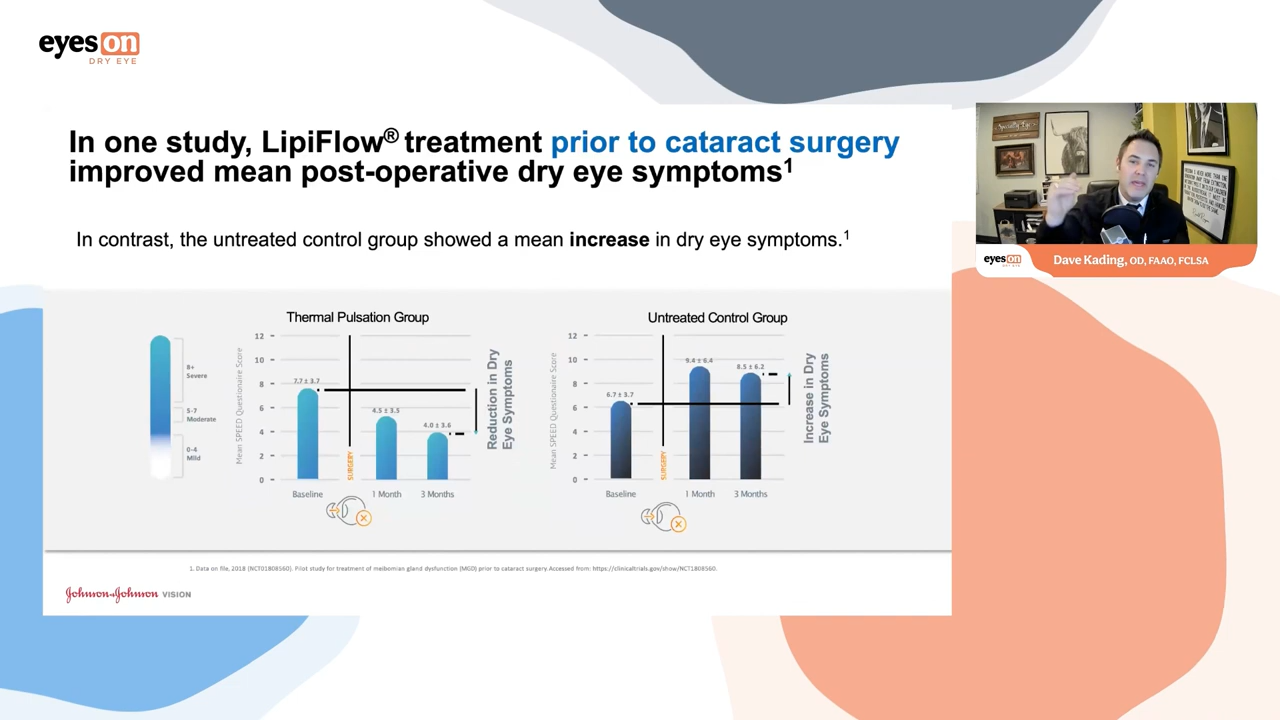 eyes on
DRY EYE
In one study, LipiFlow® treatment prior to cataract surgery
improved mean post-operative dry eye symptoms¹
In contrast, the untreated control group showed a mean increase in dry eye symptoms.¹
Thermal Pulsation Group
8+
Severe
5-7
Moderate
0-4
Mild
Mean SPEED Questionaire Score
12
10
8
6
4
2
0
7.7 ± 3.7
4.5 ± 3.5
4.0 ± 3.6
SURGERY
Baseline
1 Month
3 Months
Reduction in Dry
Eye Symptoms
Untreated Control Group
Mean SPEED Questionaire Score
12
10
8
6
4
2
0
6.7 ± 3.7
9.4 ± 6.4
8.5 ± 6.2
SURGERY
Baseline
1 Month
3 Months
Increase in Dry
Eye Symptoms
1. Data on file, 2018 (NCT01808560). Pilot study for treatment of meibomian gland dysfunction (MGD) prior to cataract surgery. Accessed from: https://clinicaltrials.gov/show/NCT1808560.
Johnson & Johnson VISION
Specialty Eye
eyes on
DRY EYE
Dave Kading, OD, FAAO, FCLSA